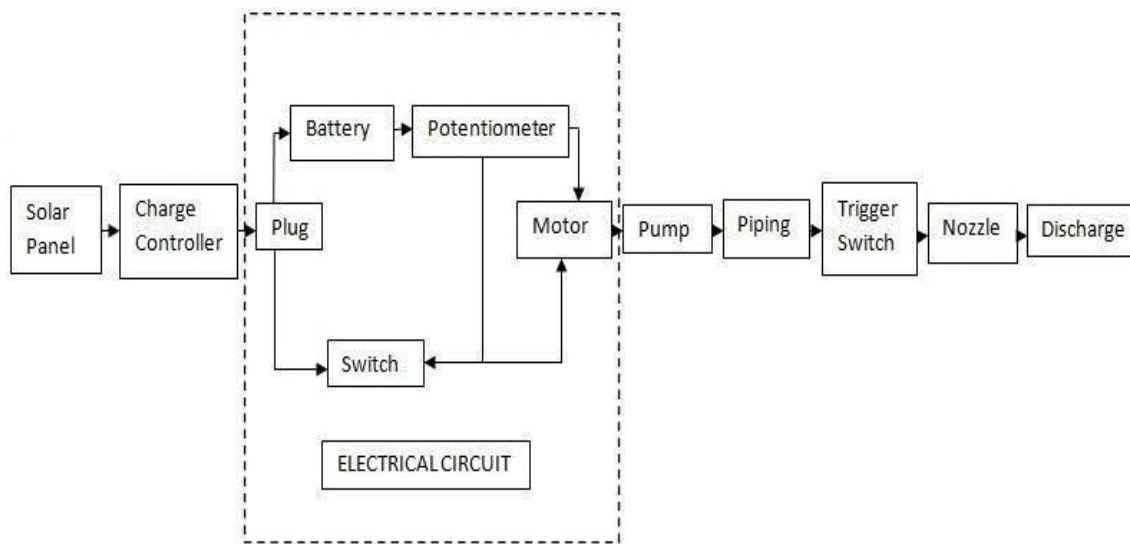 Solar
Panel
Charge
Controller
Plug
Battery
Potentiometer
Switch
Motor
Pump
Piping
Trigger
Switch
Nozzle
Discharge
ELECTRICAL CIRCUIT